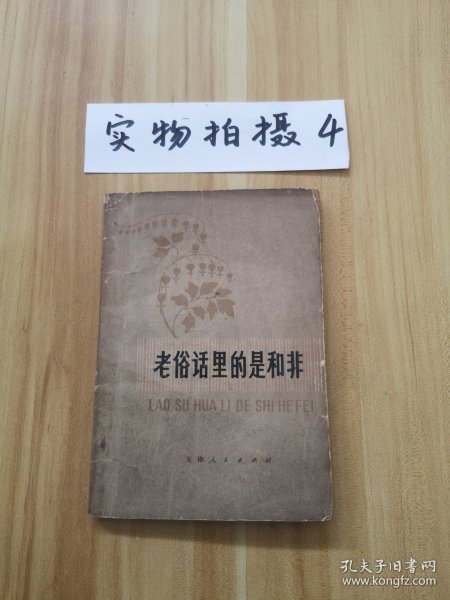 实物拍摄4
老俗话里的是和非
LAO SU HUA LI DE SHI HE FEI
天津人民出版社
孔夫子旧书网
www.kongfz.com